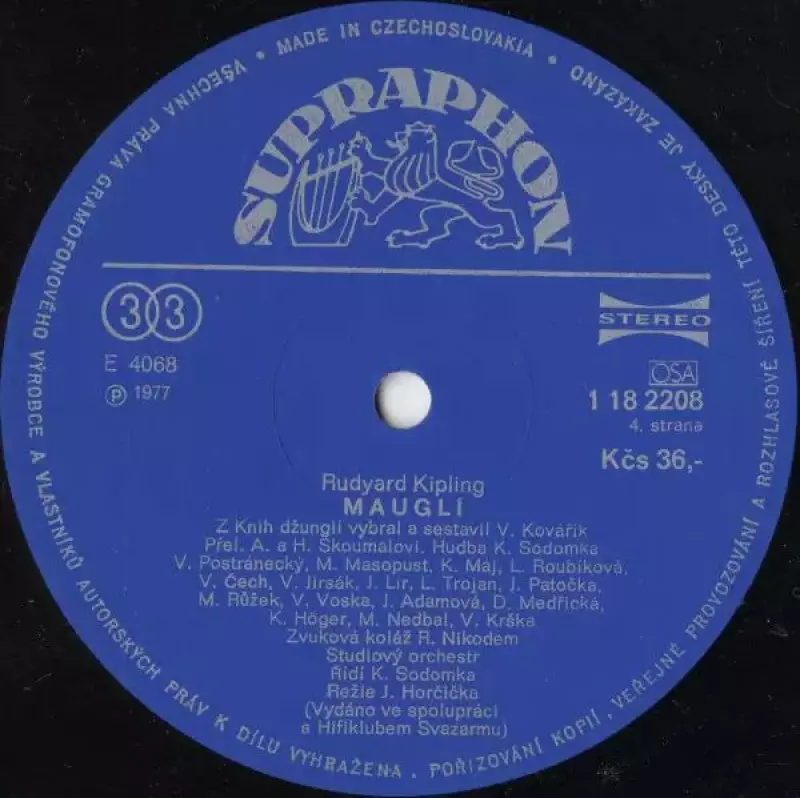 VŠECHNA PRÁVA GRAMOFONOVÉHO VÝROBCE A VLASTNÍKŮ AUTORSKÝCH PRÁV K DÍLU VYHRAŽENA. POŘIZOVÁNÍ KOPIÍ, VEŘEJNÉ PROVOZOVÁNÍ A ROZHLASOVÉ ŠÍŘENÍ TÉTO DESKY JE ZAKÁZÁNO
• MADE IN CZECHOSLOVAKIA •
SUPRAPHON
33
STEREO
E 4068
℗ 1977
OSA
1 18 2208
4. strana
Kčs 36,-
Rudyard Kipling
MAUGLÍ
Z Knih džunglí vybral a sestavil V. Kovářík
Přel. A. a H. Skoumalovi. Hudba K. Sodomka
V. Postránecký, M. Masopust, K. Máj, L. Roubíková,
V. Čech, V. Jirsák, J. Lír, L. Trojan, J. Patočka,
M. Růžek, V. Voska, J. Adamová, D. Medřická,
K. Höger, M. Nedbal, V. Krška
Zvuková koláž R. Nikodem
Studiový orchestr
Řídí K. Sodomka
Režie J. Horčička
(Vydáno ve spolupráci
s Hifiklubem Svazarmu)